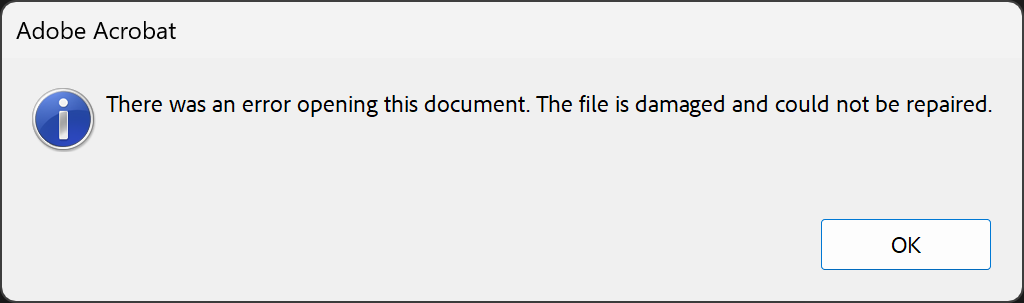 Adobe Acrobat
There was an error opening this document. The file is damaged and could not be repaired.
OK